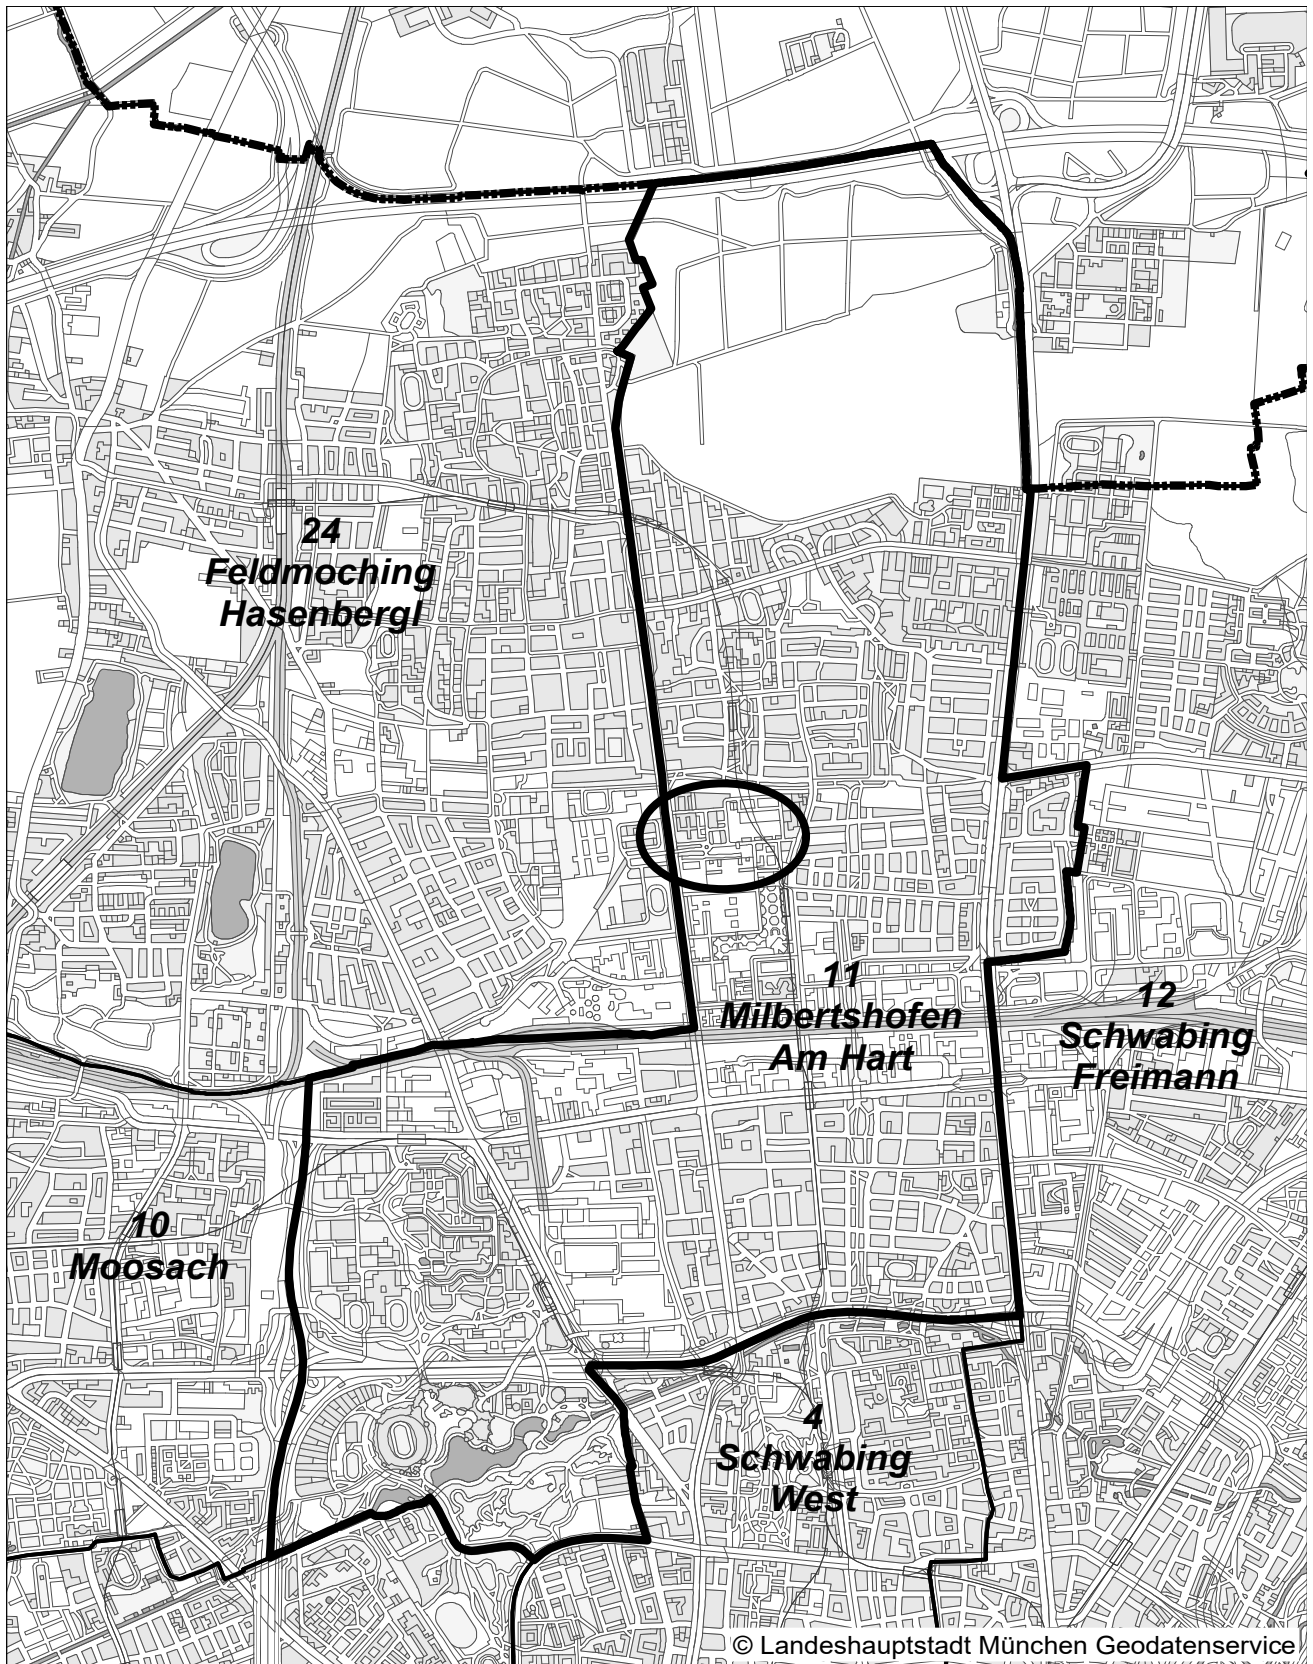 24
Feldmoching
Hasenbergl
11
Milbertshofen
Am Hart
12
Schwabing
Freimann
10
Moosach
4
Schwabing
West
© Landeshauptstadt München Geodatenservice